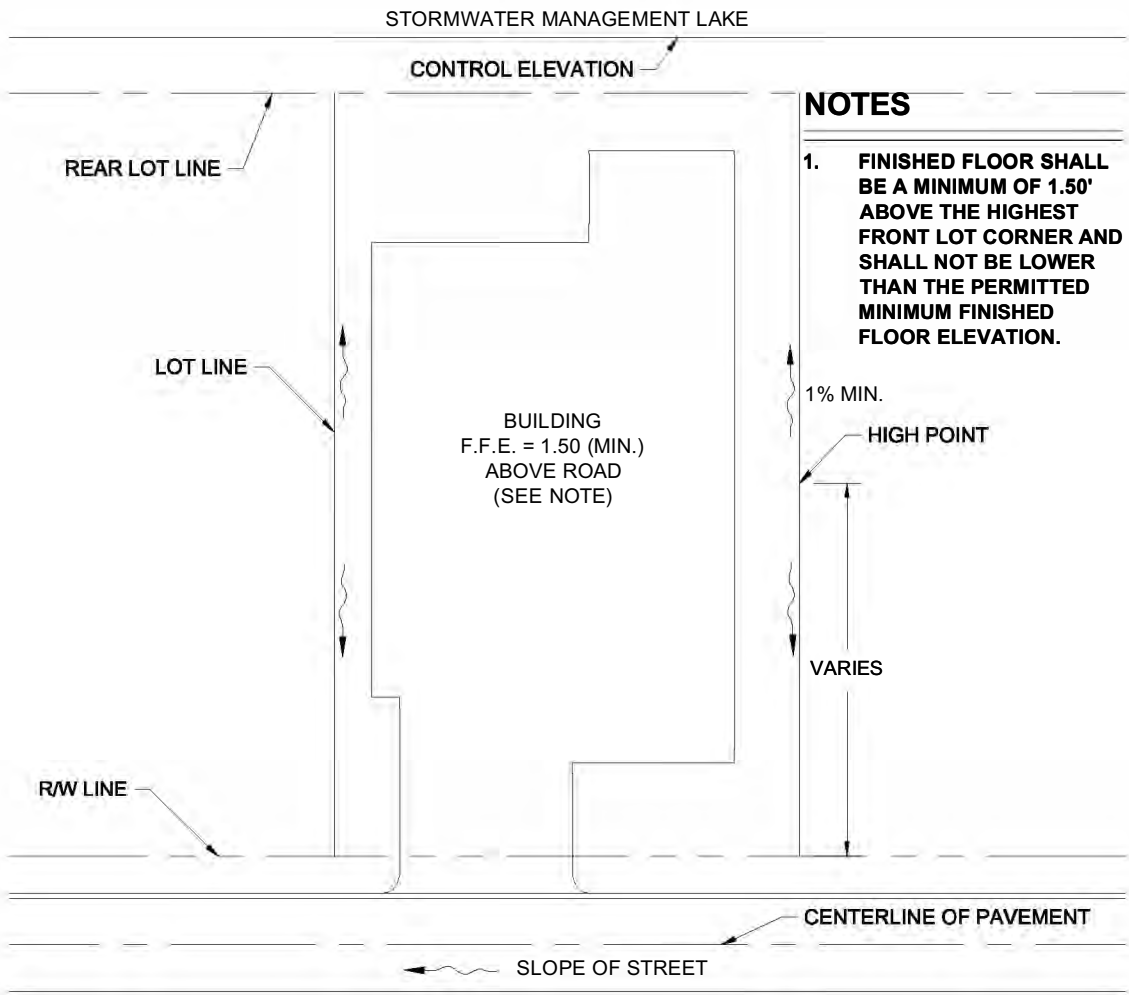 STORMWATER MANAGEMENT LAKE
CONTROL ELEVATION
NOTES
REAR LOT LINE
1. FINISHED FLOOR SHALL
BE A MINIMUM OF 1.50'
ABOVE THE HIGHEST
FRONT LOT CORNER AND
SHALL NOT BE LOWER
THAN THE PERMITTED
MINIMUM FINISHED
FLOOR ELEVATION.
LOT LINE
1% MIN.
BUILDING
F.F.E. = 1.50 (MIN.)
ABOVE ROAD
(SEE NOTE)
HIGH POINT
VARIES
R/W LINE
CENTERLINE OF PAVEMENT
SLOPE OF STREET